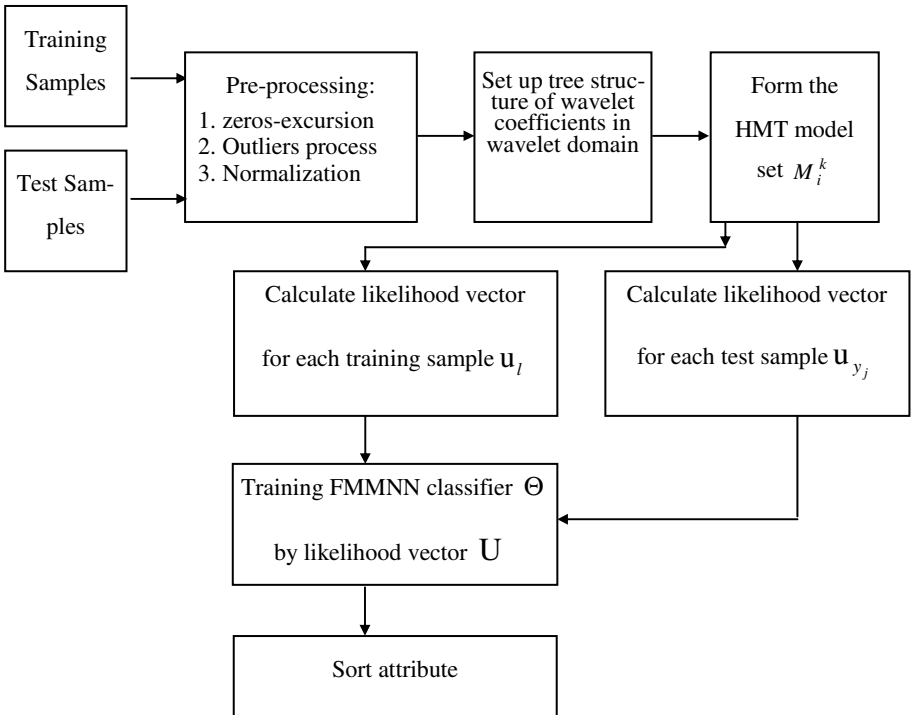 Training
Samples
Test Sam-
ples
Pre-processing:
1. zeros-excursion
2. Outliers process
3. Normalization
Set up tree struc-
ture of wavelet
coefficients in
wavelet domain
Form the
HMT model
set M_i^k
Calculate likelihood vector
for each training sample u_l
Calculate likelihood vector
for each test sample u_{y_j}
Training FMMNN classifier Θ
by likelihood vector U
Sort attribute